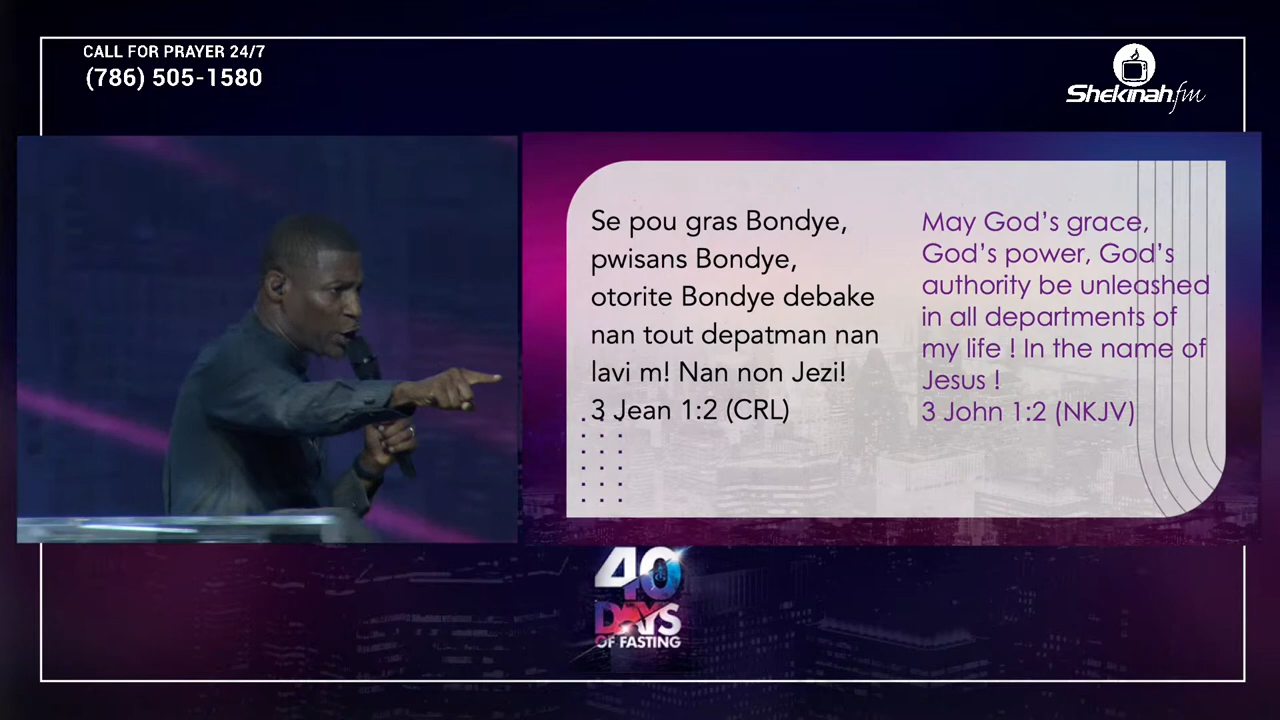 CALL FOR PRAYER 24/7
(786) 505-1580
Shekinah.fm
Se pou gras Bondye,
pwisans Bondye,
otorite Bondye debake
nan tout depatman nan
lavi m! Nan non Jezi!
3 Jean 1:2 (CRL)
May God’s grace,
God’s power, God’s
authority be unleashed
in all departments of
my life ! In the name of
Jesus !
3 John 1:2 (NKJV)
40
DAYS
OF FASTING